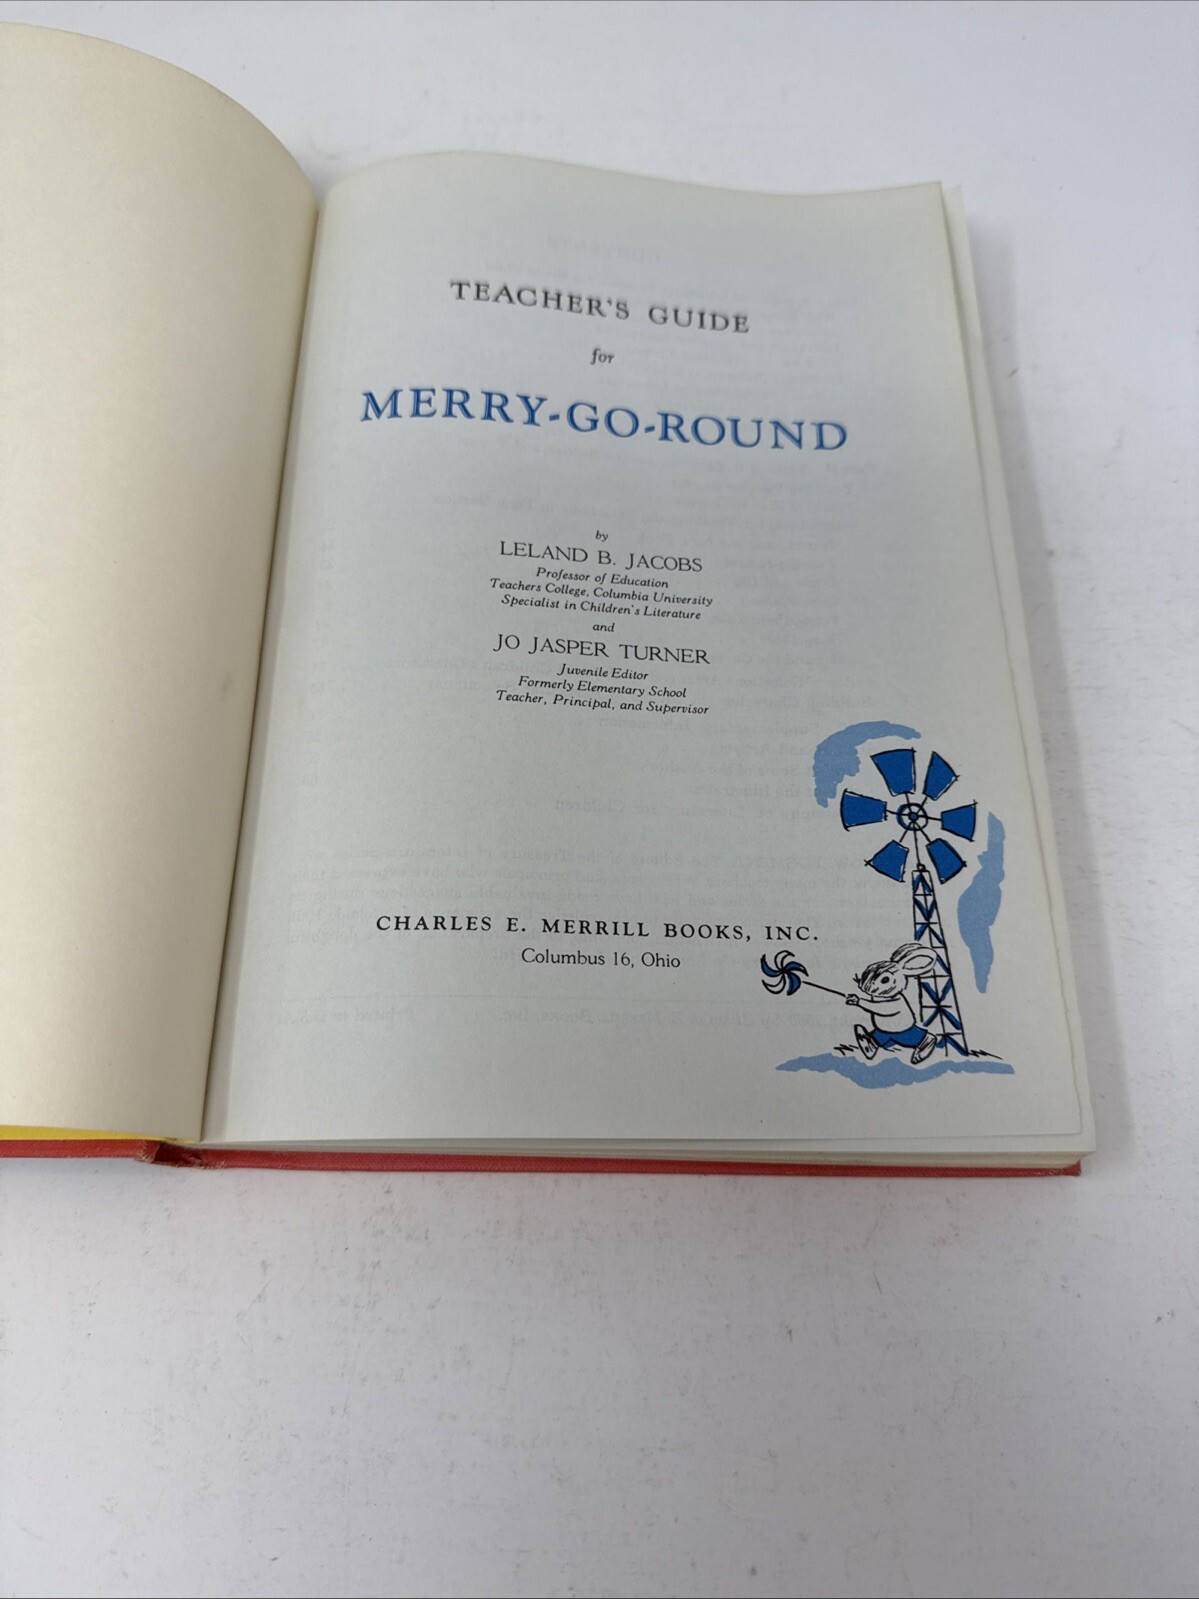 TEACHER'S GUIDE
for
MERRY-GO-ROUND
by
LELAND B. JACOBS
Professor of Education
Teachers College, Columbia University
Specialist in Children's Literature
and
JO JASPER TURNER
Juvenile Editor
Formerly Elementary School
Teacher, Principal, and Supervisor
CHARLES E. MERRILL BOOKS, INC.
Columbus 16, Ohio